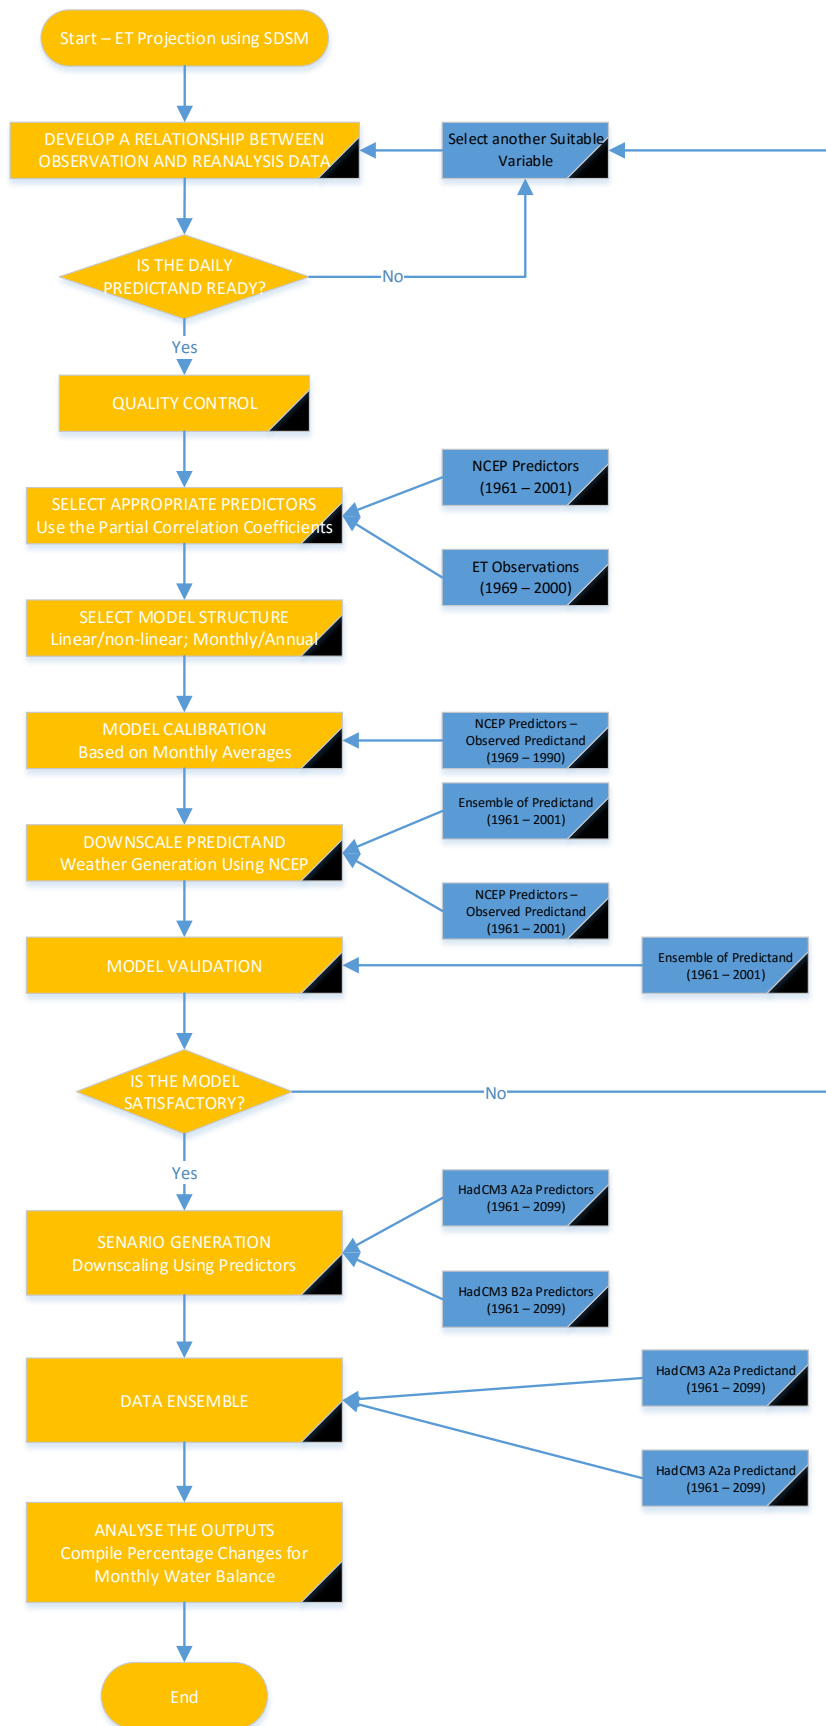 Start – ET Projection using SDSM
DEVELOP A RELATIONSHIP BETWEEN
OBSERVATION AND REANALYSIS DATA
Select another Suitable
Variable
IS THE DAILY
PREDICTAND READY?
No
Yes
QUALITY CONTROL
SELECT APPROPRIATE PREDICTORS
Use the Partial Correlation Coefficients
NCEP Predictors
(1961 – 2001)
ET Observations
(1969 – 2000)
SELECT MODEL STRUCTURE
Linear/non-linear; Monthly/Annual
MODEL CALIBRATION
Based on Monthly Averages
NCEP Predictors –
Observed Predictand
(1969 – 1990)
DOWNSCALE PREDICTAND
Weather Generation Using NCEP
Ensemble of Predictand
(1961 – 2001)
NCEP Predictors –
Observed Predictand
(1961 – 2001)
MODEL VALIDATION
Ensemble of Predictand
(1961 – 2001)
IS THE MODEL
SATISFACTORY?
No
Yes
SENARIO GENERATION
Downscaling Using Predictors
HadCM3 A2a Predictors
(1961 – 2099)
HadCM3 B2a Predictors
(1961 – 2099)
DATA ENSEMBLE
HadCM3 A2a Predictand
(1961 – 2099)
HadCM3 A2a Predictand
(1961 – 2099)
ANALYSE THE OUTPUTS
Compile Percentage Changes for
Monthly Water Balance
End